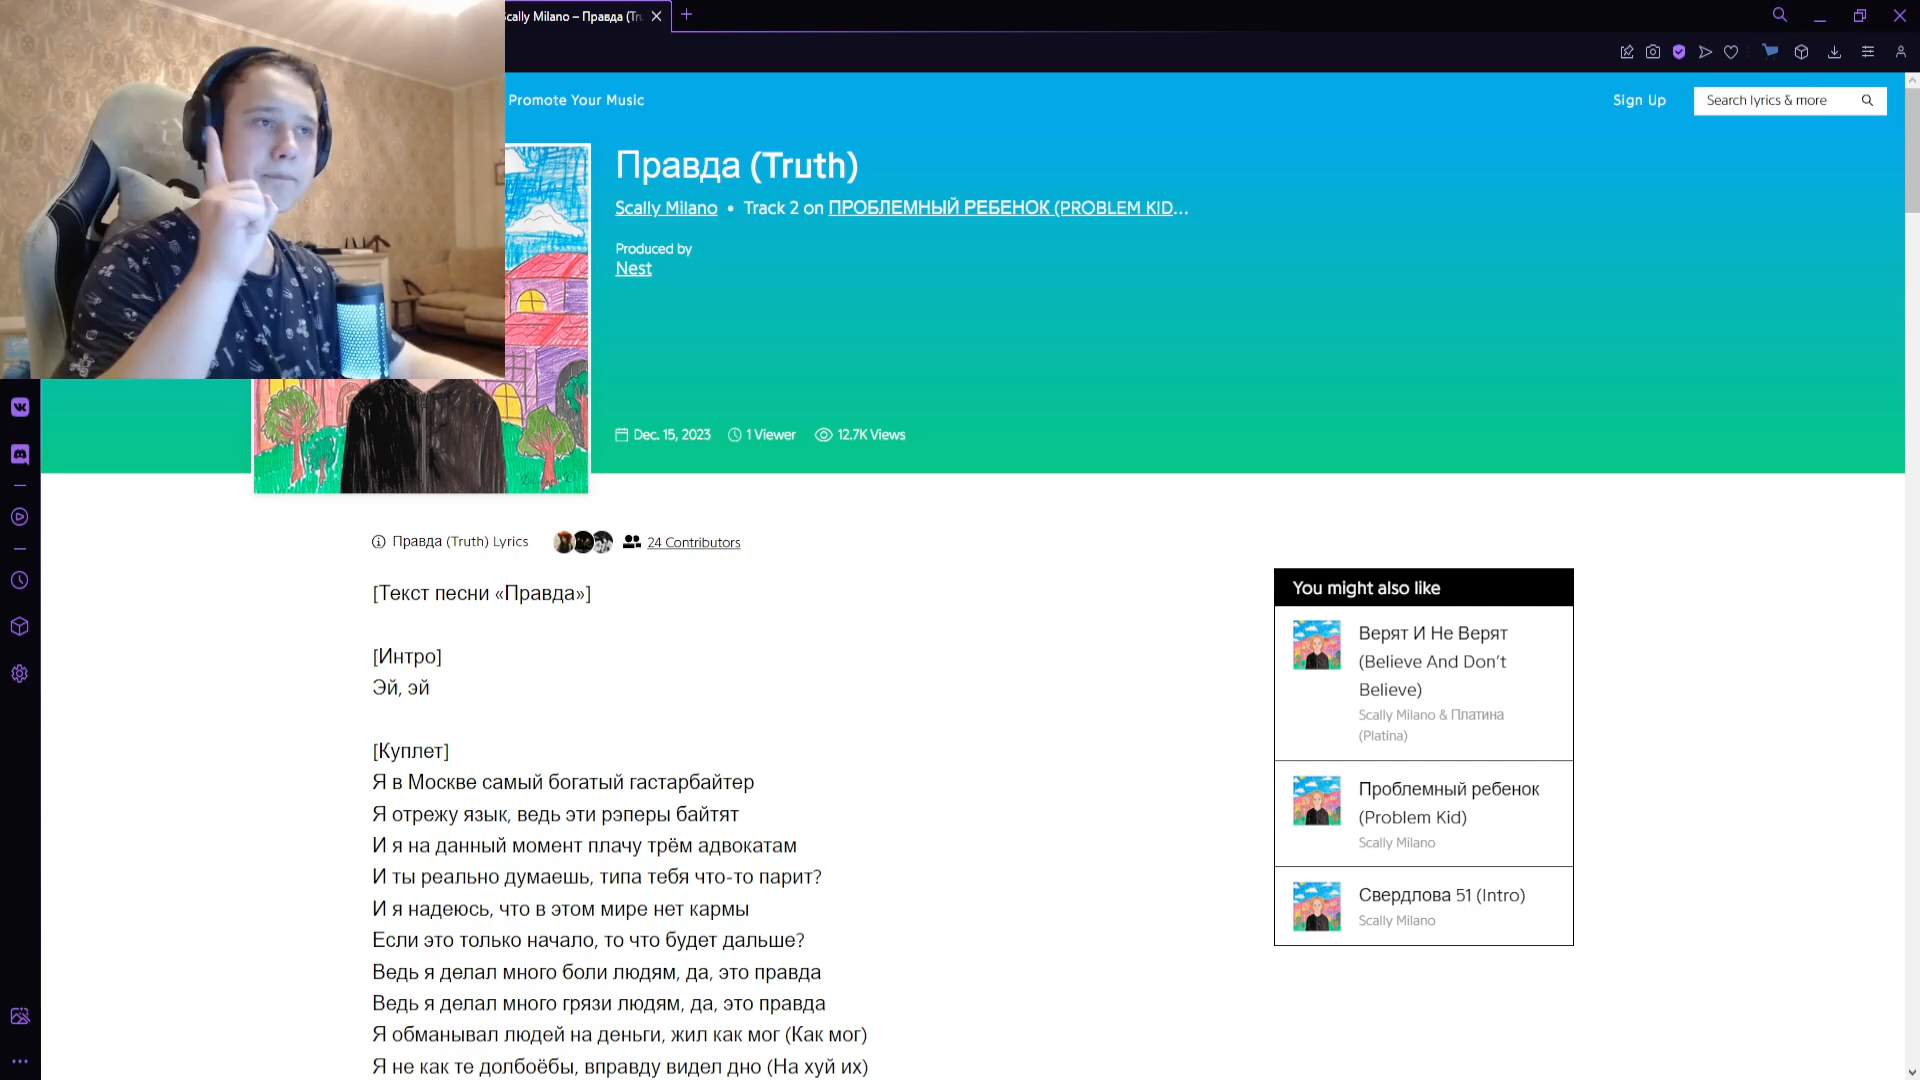 Scally Milano – Правда (Tru
Promote Your Music
Sign Up
Search lyrics & more
Правда (Truth)
Scally Milano • Track 2 on ПРОБЛЕМНЫЙ РЕБЕНОК (PROBLEM KID...
Produced by
Nest
Dec. 15, 2023 1 Viewer 12.7K Views
Правда (Truth) Lyrics 24 Contributors
[Текст песни «Правда»]
[Интро]
Эй, эй
[Куплет]
Я в Москве самый богатый гастарбайтер
Я отрежу язык, ведь эти рэперы байтят
И я на данный момент плачу трём адвокатам
И ты реально думаешь, типа тебя что-то парит?
И я надеюсь, что в этом мире нет кармы
Если это только начало, то что будет дальше?
Ведь я делал много боли людям, да, это правда
Ведь я делал много грязи людям, да, это правда
Я обманывал людей на деньги, жил как мог (Как мог)
Я не как те долбоёбы, вправду видел дно (На хуй их)
You might also like
Верят И Не Верят
(Believe And Don't
Believe)
Scally Milano & Платина
(Platina)
Проблемный ребенок
(Problem Kid)
Scally Milano
Свердлова 51 (Intro)
Scally Milano